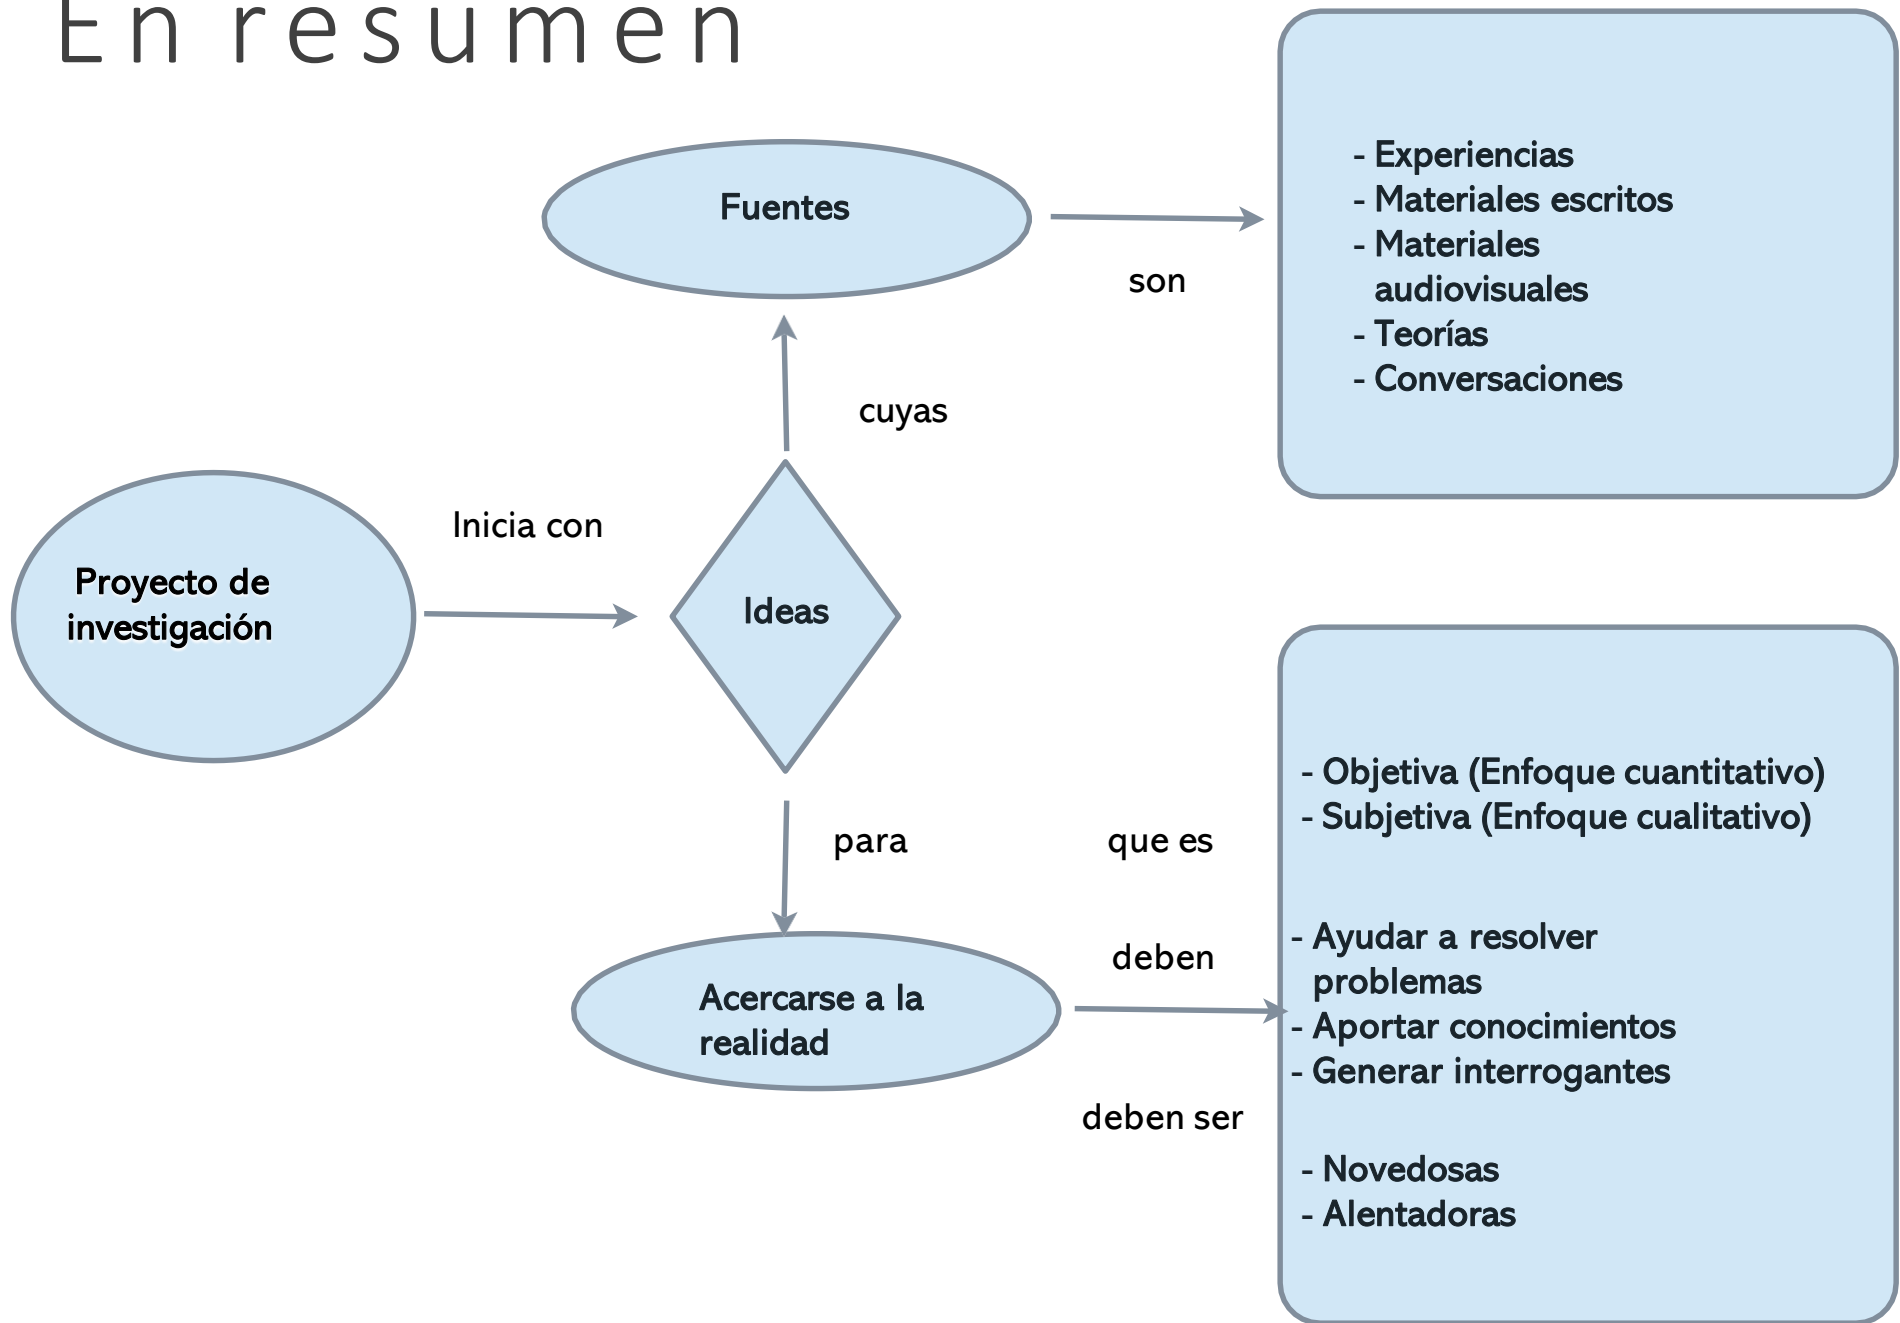 En resumen
Fuentes
son
- Experiencias
- Materiales escritos
- Materiales
audiovisuales
- Teorías
- Conversaciones
cuyas
Inicia con
Proyecto de
investigación
Ideas
para
que es
- Objetiva (Enfoque cuantitativo)
- Subjetiva (Enfoque cualitativo)
Acercarse a la
realidad
deben
- Ayudar a resolver
problemas
- Aportar conocimientos
- Generar interrogantes
deben ser
- Novedosas
- Alentadoras